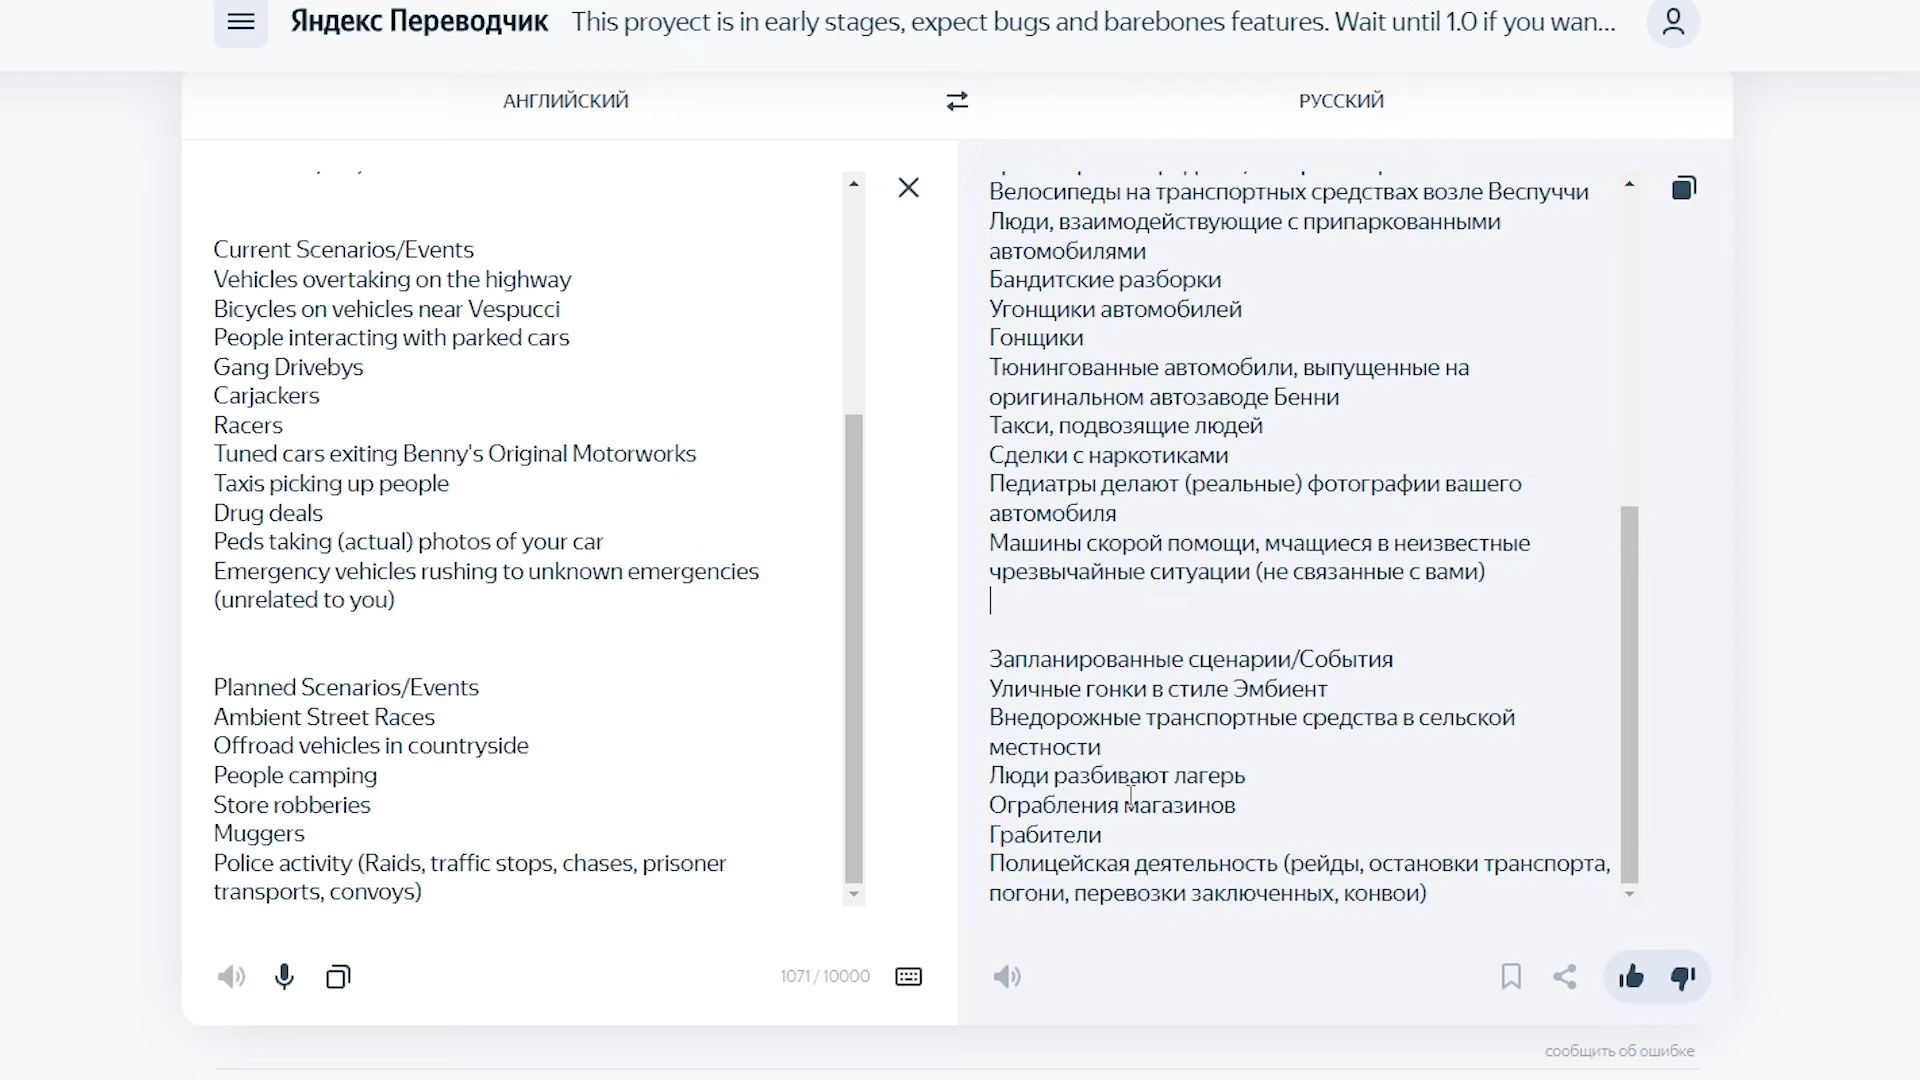 Яндекс Переводчик
This proyect is in early stages, expect bugs and barebones features. Wait until 1.0 if you wan...
АНГЛИЙСКИЙ
РУССКИЙ
Current Scenarios/Events
Vehicles overtaking on the highway
Bicycles on vehicles near Vespucci
People interacting with parked cars
Gang Drivebys
Carjackers
Racers
Tuned cars exiting Benny's Original Motorworks
Taxis picking up people
Drug deals
Peds taking (actual) photos of your car
Emergency vehicles rushing to unknown emergencies
(unrelated to you)
Planned Scenarios/Events
Ambient Street Races
Offroad vehicles in countryside
People camping
Store robberies
Muggers
Police activity (Raids, traffic stops, chases, prisoner
transports, convoys)
1071/10000
Велосипеды на транспортных средствах возле Веспуччи
Люди, взаимодействующие с припаркованными
автомобилями
Бандитские разборки
Угонщики автомобилей
Гонщики
Тюнингованные автомобили, выпущенные на
оригинальном автозаводе Бенни
Такси, подвозящие людей
Сделки с наркотиками
Педиатры делают (реальные) фотографии вашего
автомобиля
Машины скорой помощи, мчащиеся в неизвестные
чрезвычайные ситуации (не связанные с вами)
Запланированные сценарии/События
Уличные гонки в стиле Эмбиент
Внедорожные транспортные средства в сельской
местности
Люди разбивают лагерь
Ограбления магазинов
Грабители
Полицейская деятельность (рейды, остановки транспорта,
погони, перевозки заключенных, конвои)
сообщить об ошибке